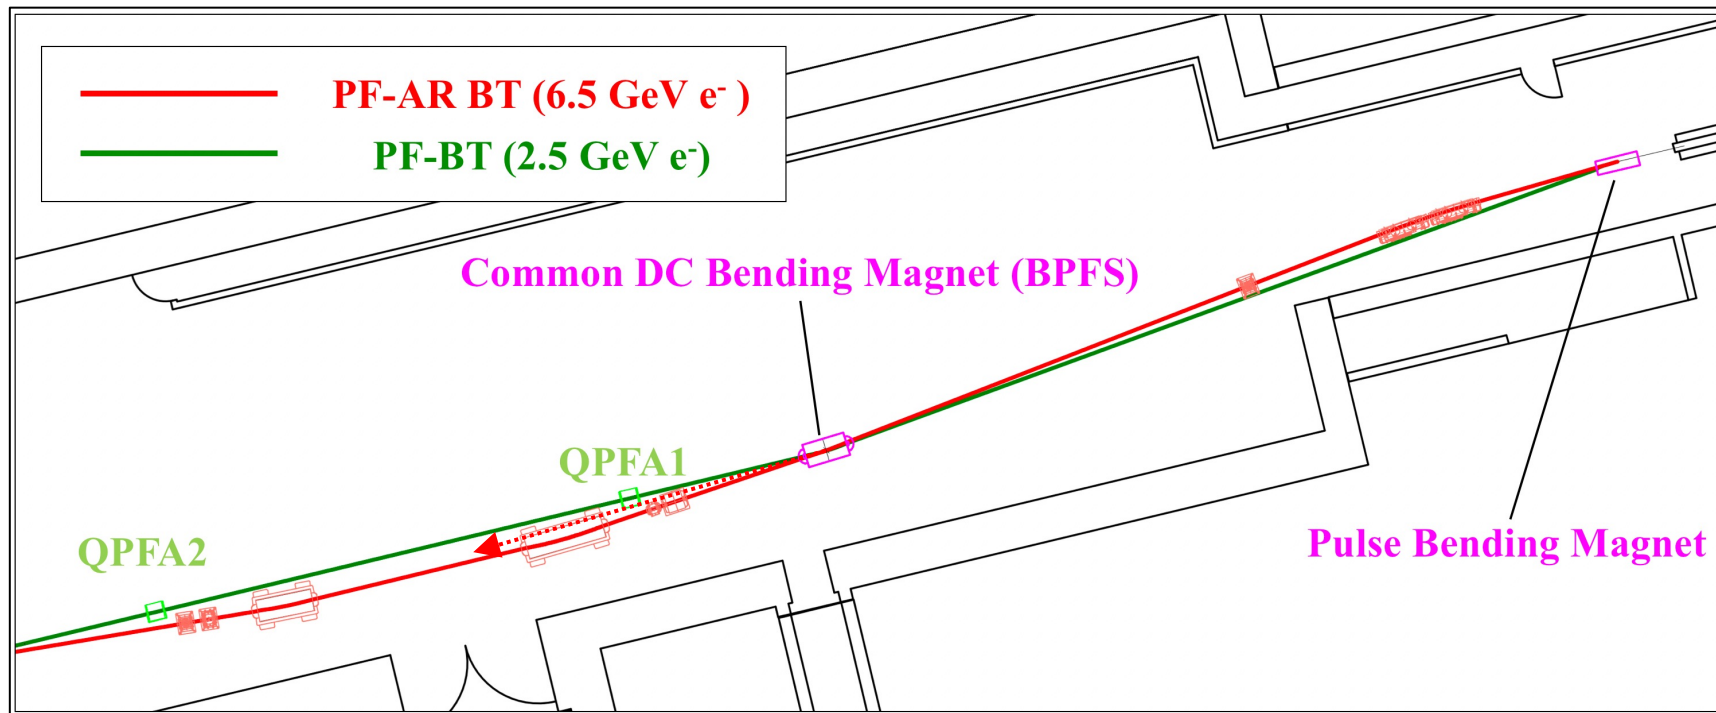 PF-AR BT (6.5 GeV e- )
PF-BT (2.5 GeV e-)
Common DC Bending Magnet (BPFS)
QPFA1
QPFA2
Pulse Bending Magnet